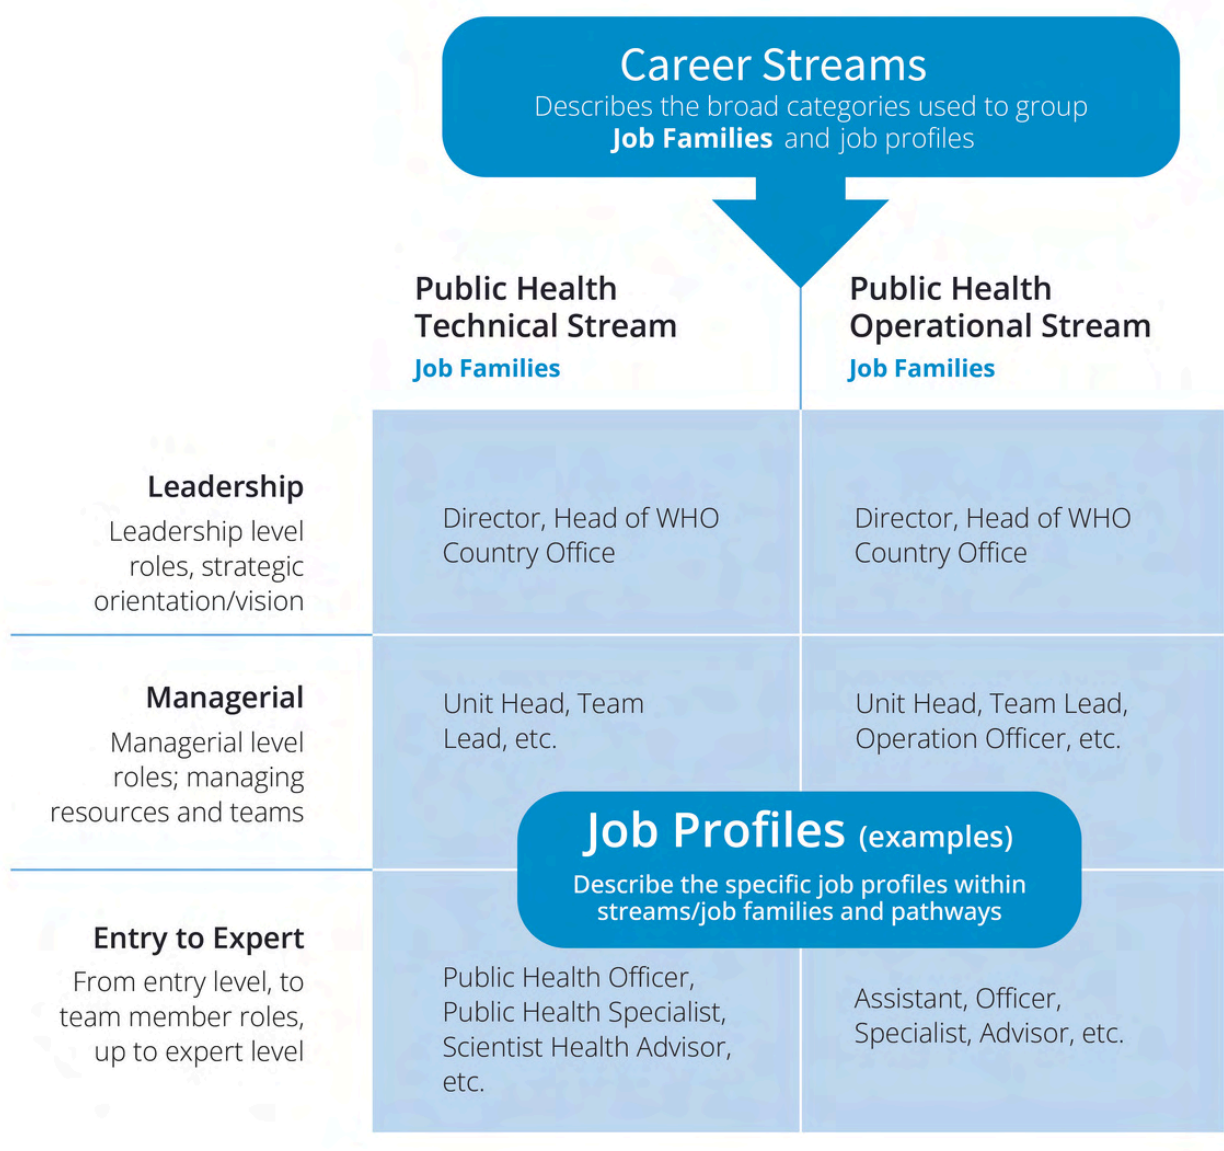 Career Streams
Describes the broad categories used to group
Job Families and job profiles
Public Health
Technical Stream
Job Families
Public Health
Operational Stream
Job Families
Leadership
Leadership level
roles, strategic
orientation/vision
Director, Head of WHO
Country Office
Director, Head of WHO
Country Office
Managerial
Managerial level
roles; managing
resources and teams
Unit Head, Team
Lead, etc.
Unit Head, Team Lead,
Operation Officer, etc.
Job Profiles (examples)
Describe the specific job profiles within
streams/job families and pathways
Entry to Expert
From entry level, to
team member roles,
up to expert level
Public Health Officer,
Public Health Specialist,
Scientist Health Advisor,
etc.
Assistant, Officer,
Specialist, Advisor, etc.